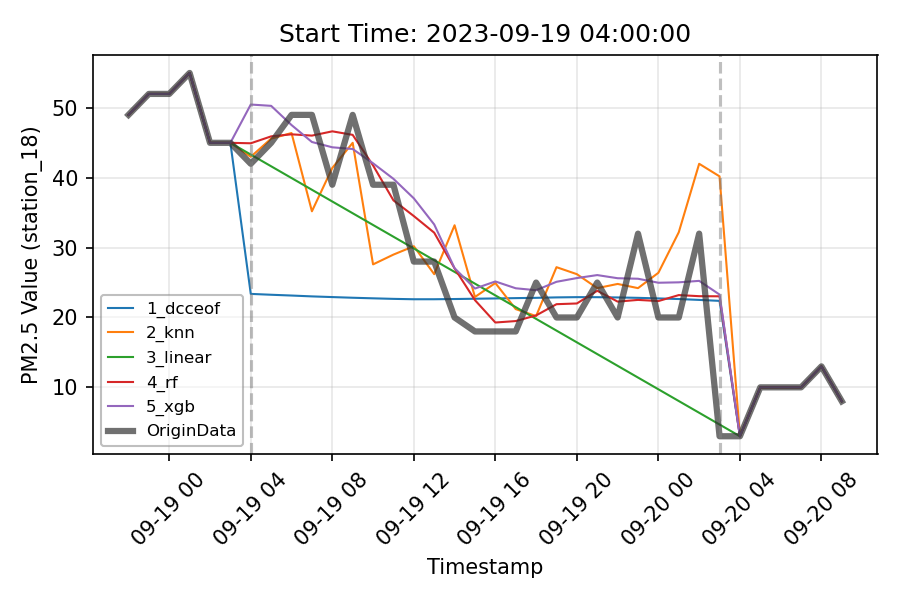 Start Time: 2023-09-19 04:00:00
PM2.5 Value (station_18)
50
40
30
20
10
1_dcceof
2_knn
3_linear
4_rf
5_xgb
OriginData
09-19 00
09-19 04
09-19 08
09-19 12
09-19 16
09-19 20
09-20 00
09-20 04
09-20 08
Timestamp